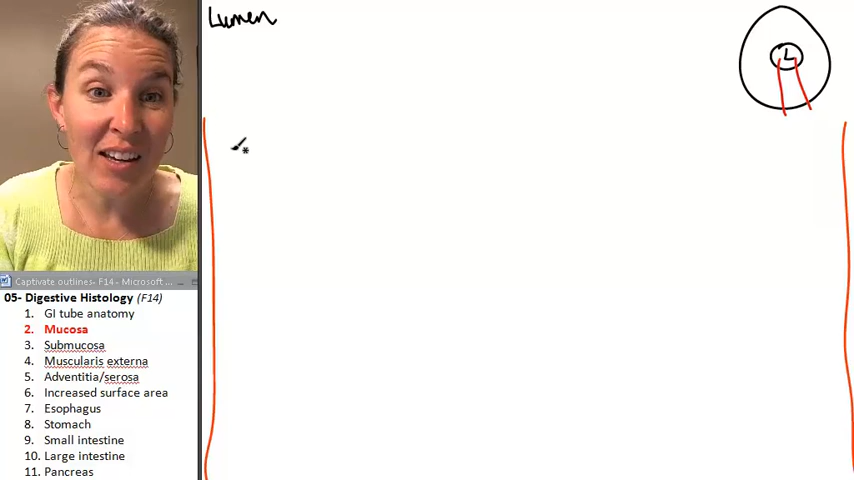 Lumen
L
Captivate outlines- F14 - Microsoft ...
05- Digestive Histology (F14)
1. GI tube anatomy
2. Mucosa
3. Submucosa
4. Muscularis externa
5. Adventitia/serosa
6. Increased surface area
7. Esophagus
8. Stomach
9. Small intestine
10. Large intestine
11. Pancreas